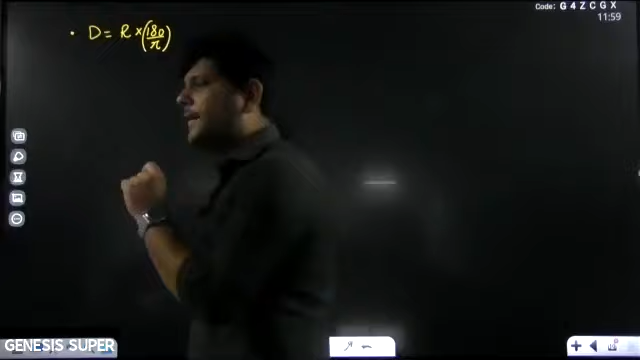 Code: G 4 Z C G X
11:59
• D = R × (180/π)
GENESIS SUPER